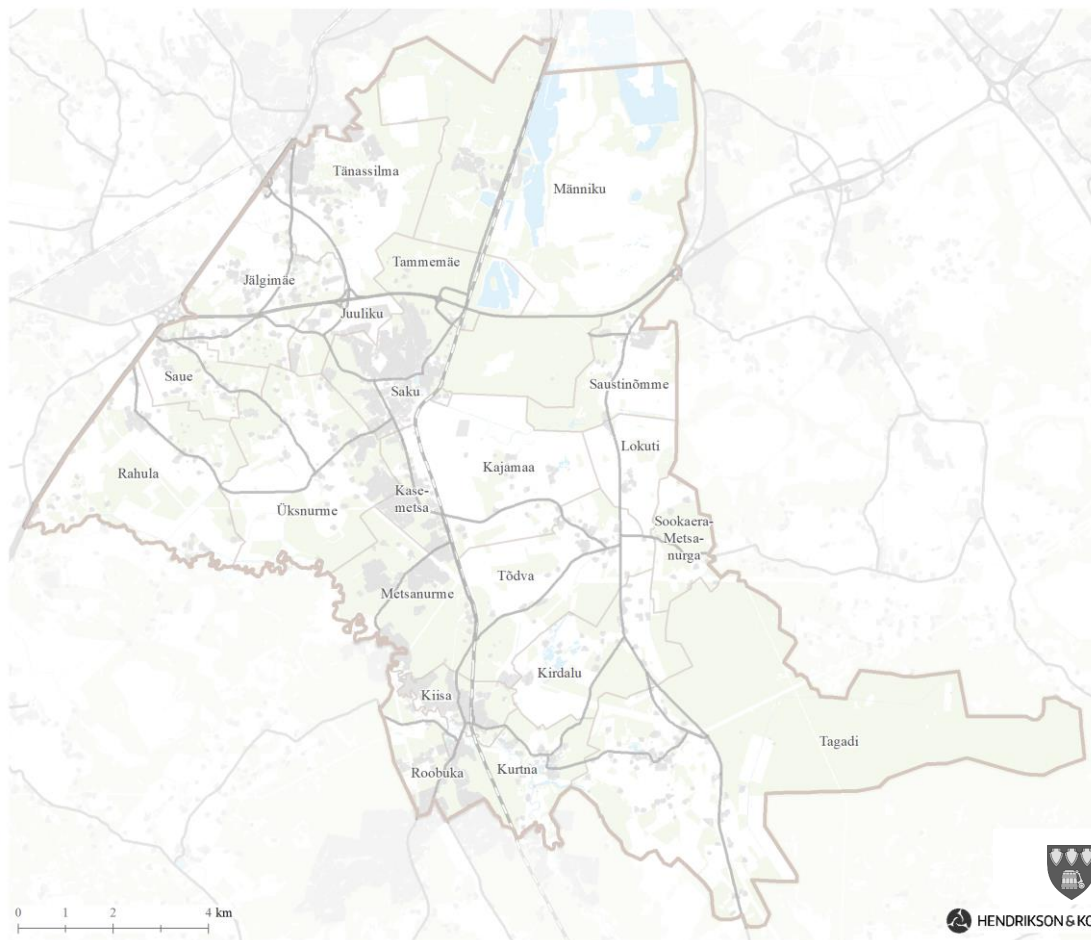 Tänassilma
Männiku
Tammemäe
Jälgimäe
Juuliku
Saue
Saku
Saustinõmme
Lokuti
Rahula
Kajamaa
Üksnurme
Kase-
metsa
Sookaera-
Metsa-
nurga
Tõdva
Metsanurme
Kirdalu
Kiisa
Tagadi
Roobuka
Kurtna
0 1 2 4 km
HENDRIKSON & KO